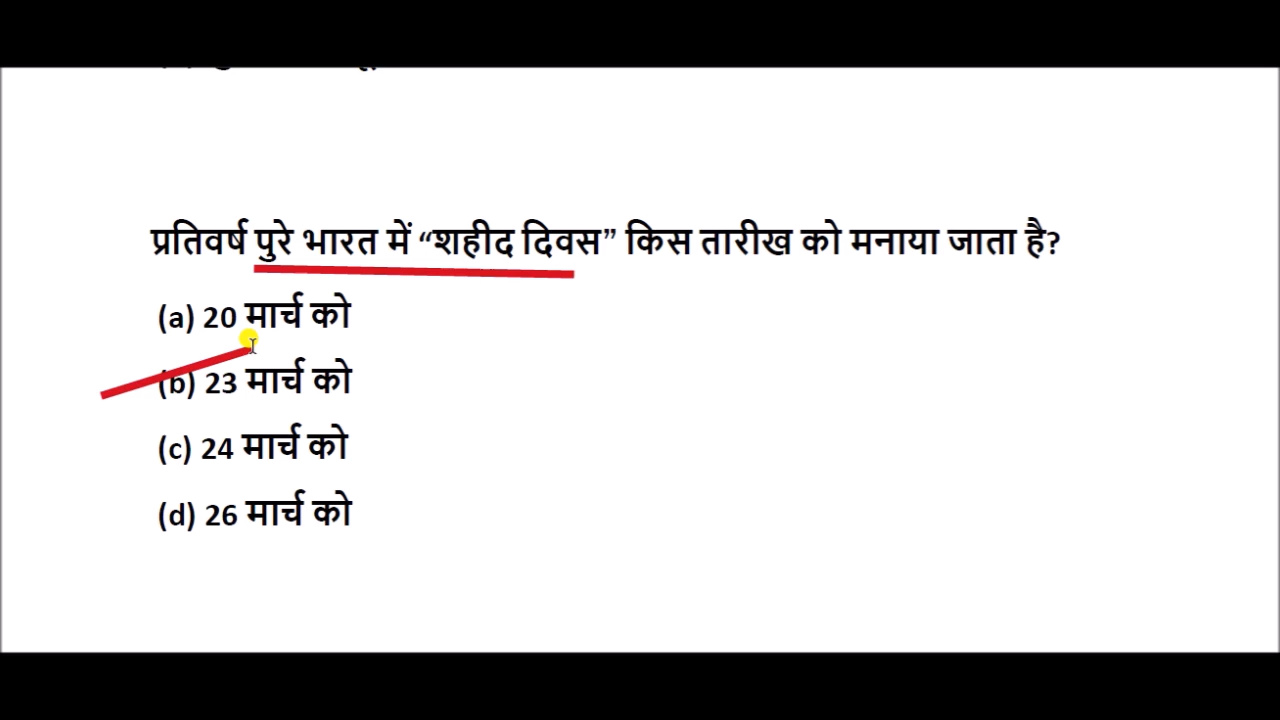 प्रतिवर्ष पुरे भारत में “शहीद दिवस” किस तारीख को मनाया जाता है?
(a) 20 मार्च को
(b) 23 मार्च को
(c) 24 मार्च को
(d) 26 मार्च को